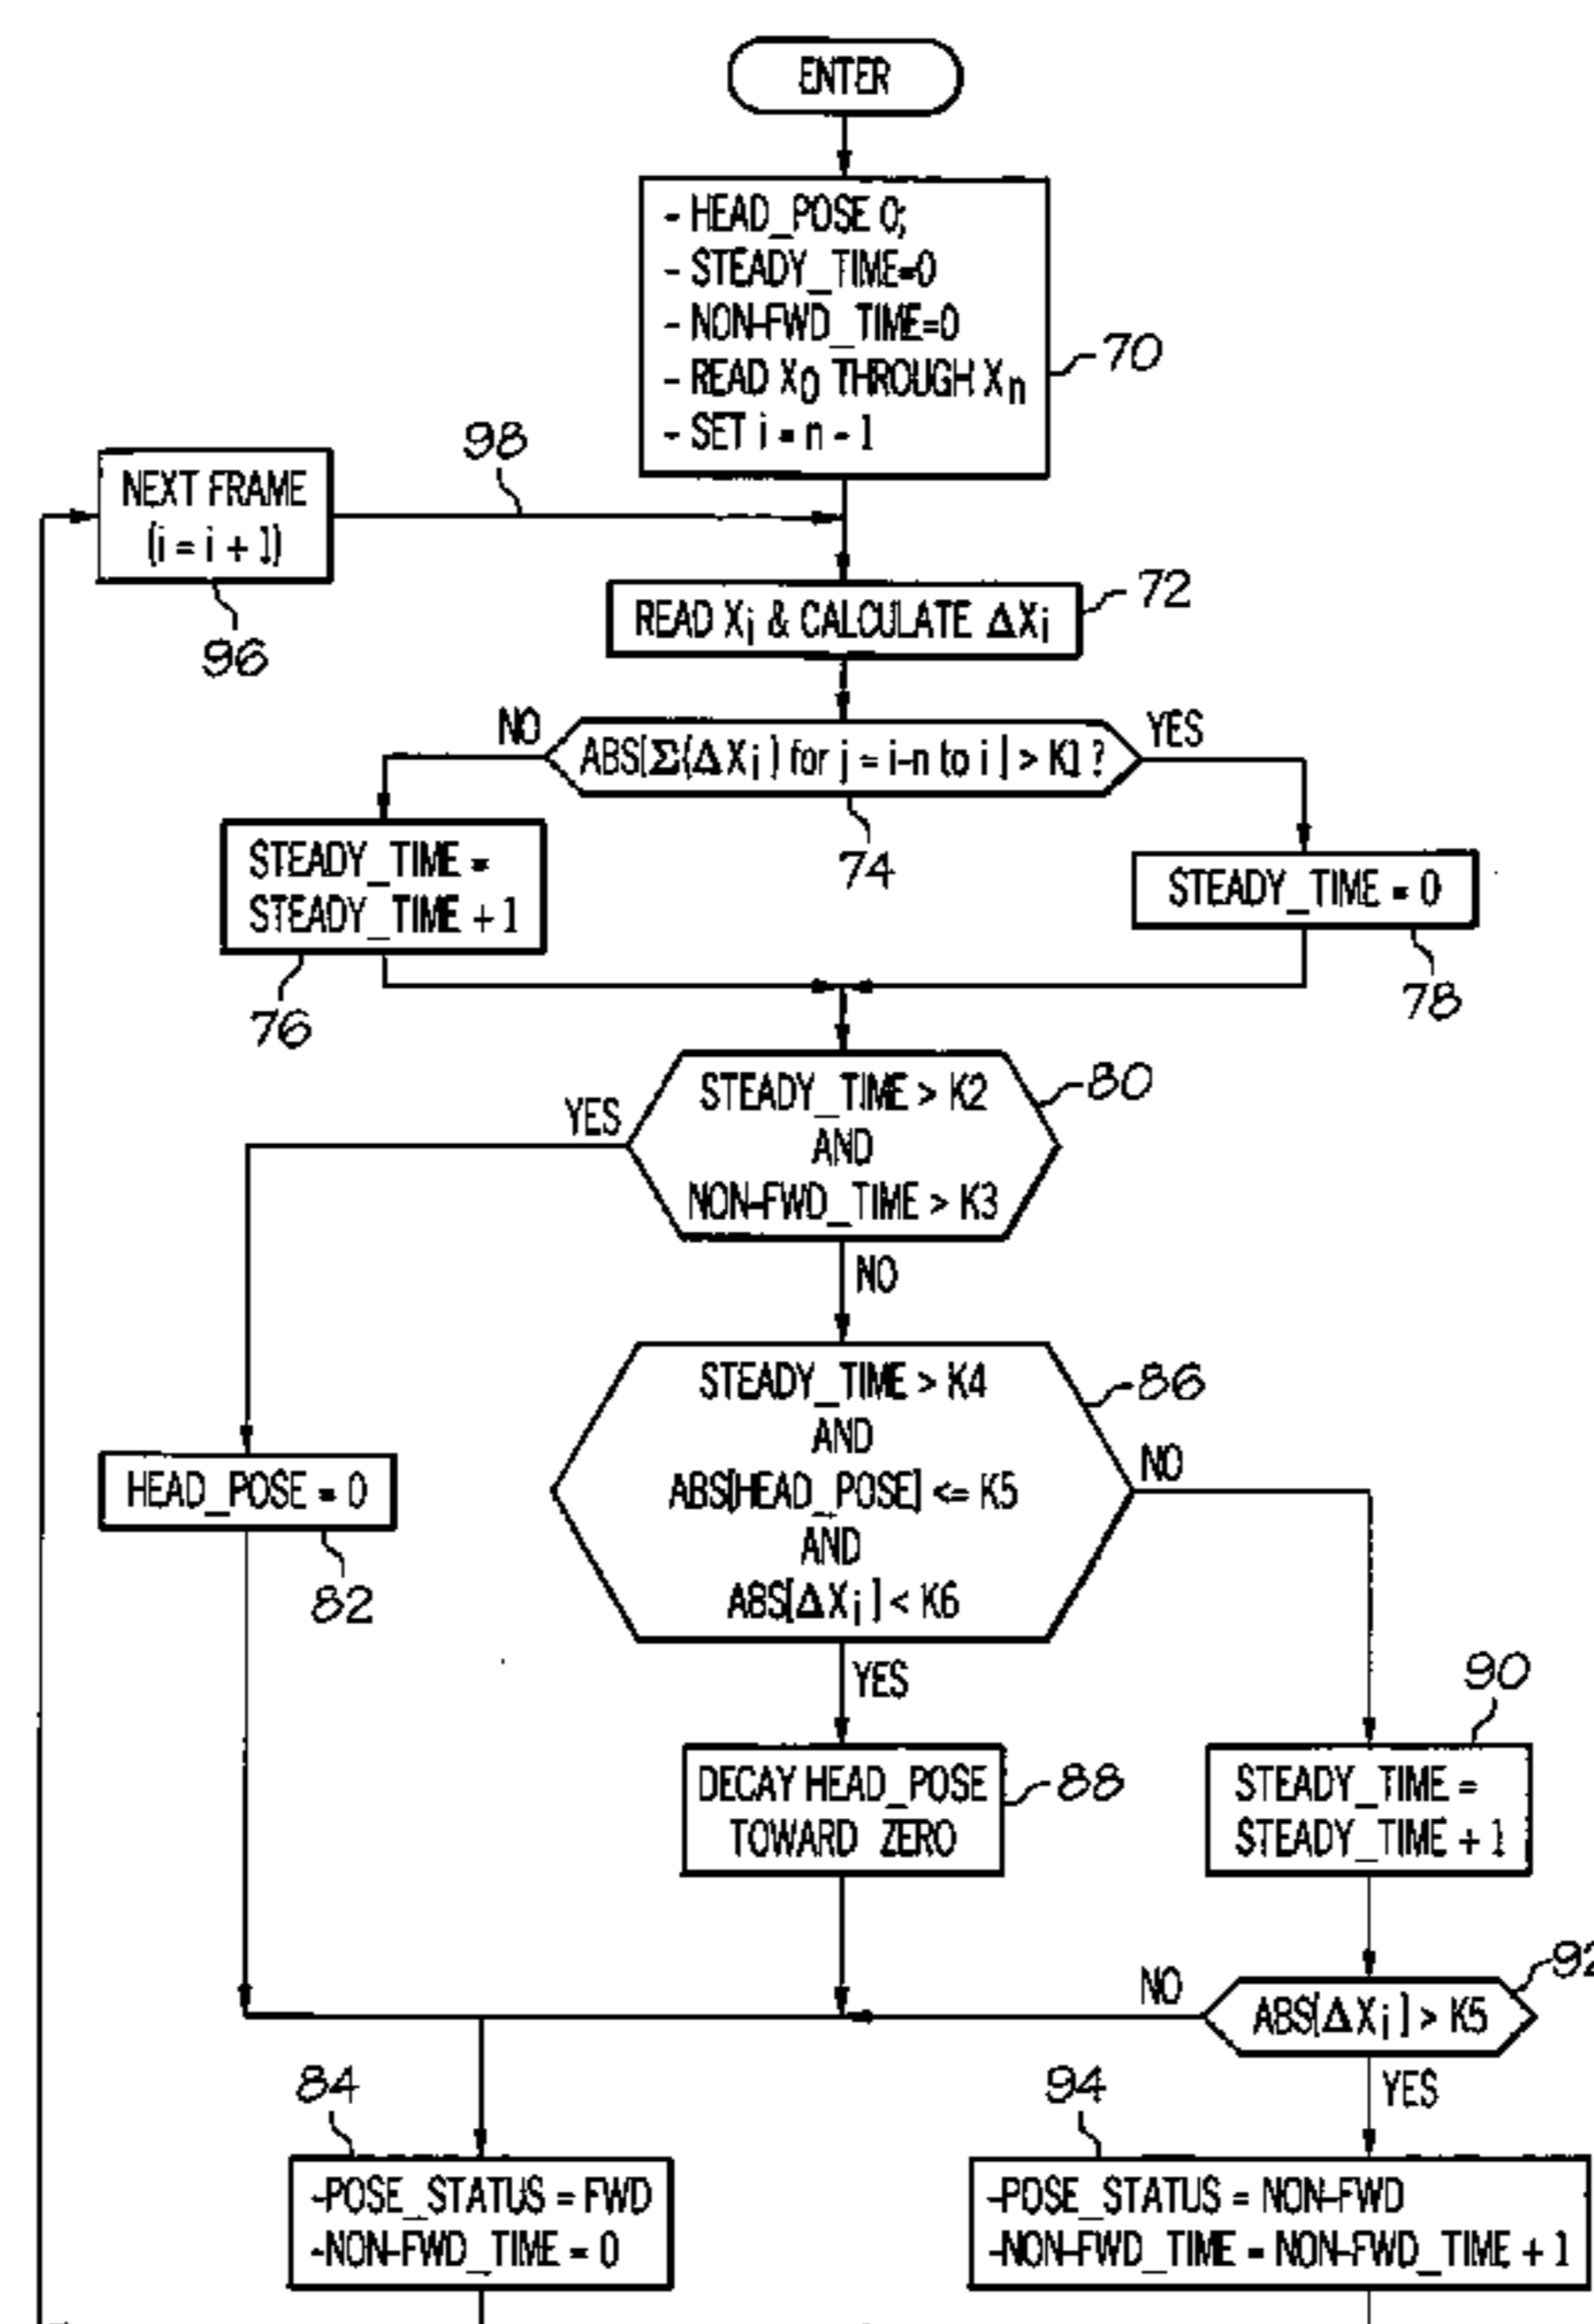 ENTER
- HEAD_POSE 0;
- STEADY_TIME=0
- NON-FWD_TIME=0
- READ X0 THROUGH Xn
- SET i = n - 1
70
98
NEXT FRAME
(i = i + 1)
96
READ Xi & CALCULATE ΔXi
72
NO
ABS[Σ(ΔXi) for j = i-n to i] > K1 ?
YES
74
STEADY_TIME =
STEADY_TIME + 1
76
STEADY_TIME = 0
78
STEADY_TIME > K2
AND
NON-FWD_TIME > K3
80
YES
NO
STEADY_TIME > K4
AND
ABS[HEAD_POSE] <= K5
AND
ABS[ΔXi] < K6
86
NO
YES
HEAD_POSE = 0
82
DECAY HEAD_POSE
TOWARD ZERO
88
90
STEADY_TIME =
STEADY_TIME + 1
NO
ABS[ΔXi] > K5
92
YES
84
-POSE_STATUS = FWD
-NON-FWD_TIME = 0
94
-POSE_STATUS = NON-FWD
-NON-FWD_TIME = NON-FWD_TIME + 1